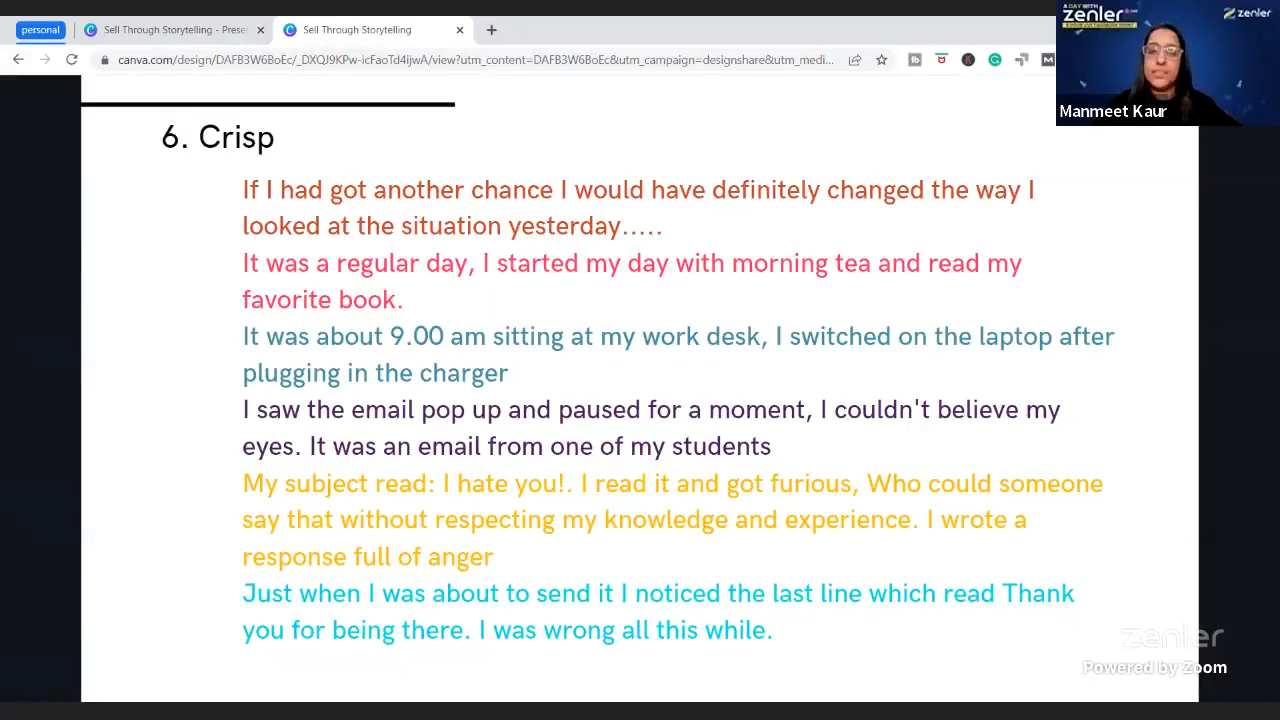 personal
Sell Through Storytelling - Prese
Sell Through Storytelling
canva.com/design/DAFB3W6BoEc/_DXQJ9KPw-icFaoTd4ijwA/view?utm_content=DAFB3W6BoEc&utm_campaign=designshare&utm_medi...
A DAY WITH
zenler
zenler
Manmeet Kaur
6. Crisp
If I had got another chance I would have definitely changed the way I
looked at the situation yesterday.....
It was a regular day, I started my day with morning tea and read my
favorite book.
It was about 9.00 am sitting at my work desk, I switched on the laptop after
plugging in the charger
I saw the email pop up and paused for a moment, I couldn't believe my
eyes. It was an email from one of my students
My subject read: I hate you!. I read it and got furious, Who could someone
say that without respecting my knowledge and experience. I wrote a
response full of anger
Just when I was about to send it I noticed the last line which read Thank
you for being there. I was wrong all this while.
zenler
Powered by Zoom